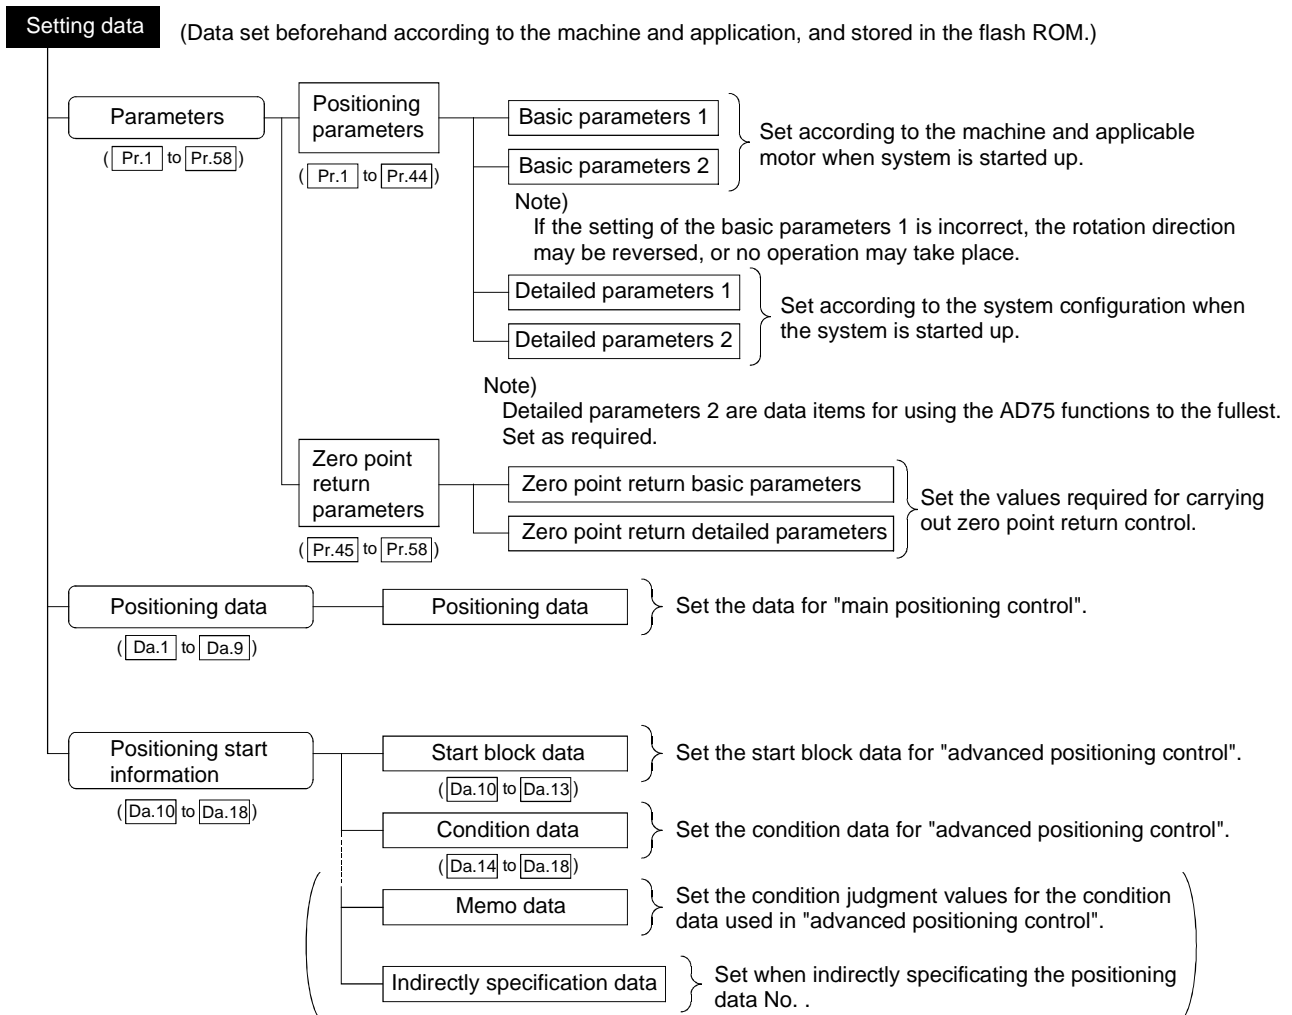 Setting data
(Data set beforehand according to the machine and application, and stored in the flash ROM.)
Parameters
( Pr.1 to Pr.58 )
Positioning
parameters
( Pr.1 to Pr.44 )
Basic parameters 1
Basic parameters 2
Set according to the machine and applicable
motor when system is started up.
Note)
If the setting of the basic parameters 1 is incorrect, the rotation direction
may be reversed, or no operation may take place.
Detailed parameters 1
Detailed parameters 2
Set according to the system configuration when
the system is started up.
Note)
Detailed parameters 2 are data items for using the AD75 functions to the fullest.
Set as required.
Zero point
return
parameters
( Pr.45 to Pr.58 )
Zero point return basic parameters
Zero point return detailed parameters
Set the values required for carrying
out zero point return control.
Positioning data
( Da.1 to Da.9 )
Positioning data
Set the data for "main positioning control".
Positioning start
information
( Da.10 to Da.18 )
Start block data
( Da.10 to Da.13 )
Set the start block data for "advanced positioning control".
Condition data
( Da.14 to Da.18 )
Set the condition data for "advanced positioning control".
Memo data
Set the condition judgment values for the condition
data used in "advanced positioning control".
Indirectly specification data
Set when indirectly specificating the positioning
data No. .